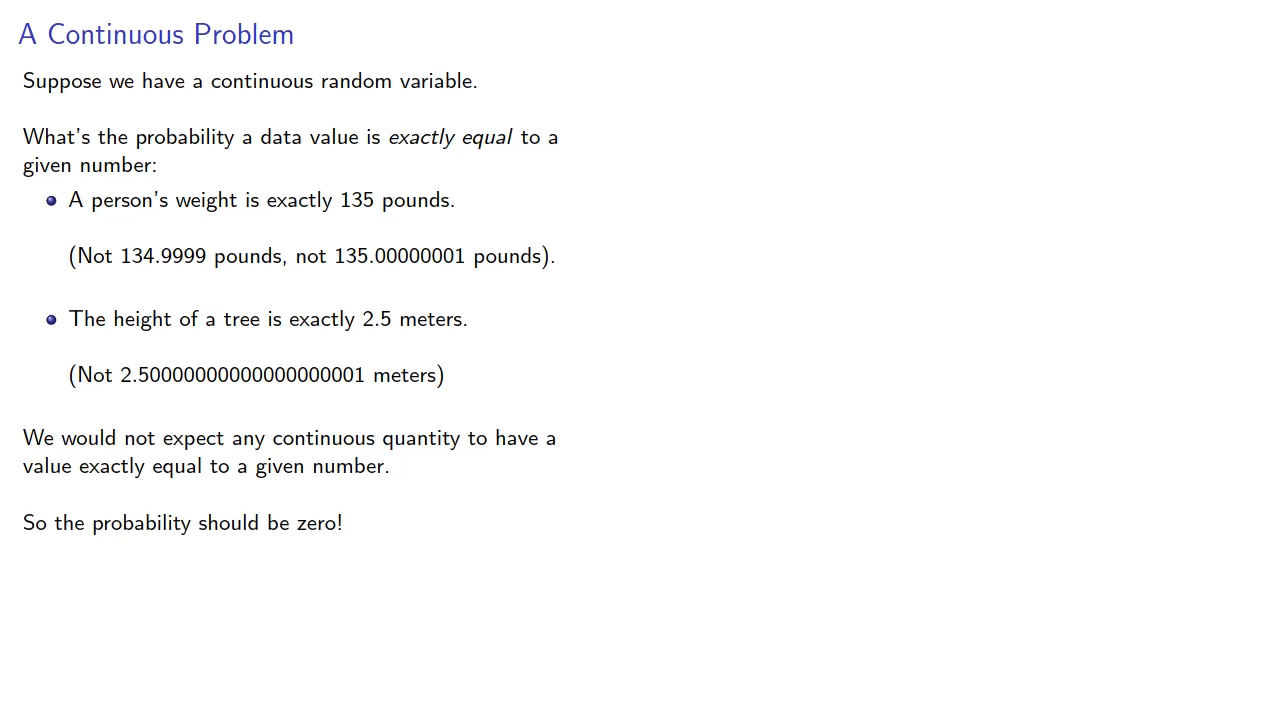 A Continuous Problem
Suppose we have a continuous random variable.
What's the probability a data value is exactly equal to a
given number:
A person's weight is exactly 135 pounds.
(Not 134.9999 pounds, not 135.00000001 pounds).
The height of a tree is exactly 2.5 meters.
(Not 2.50000000000000000001 meters)
We would not expect any continuous quantity to have a
value exactly equal to a given number.
So the probability should be zero!